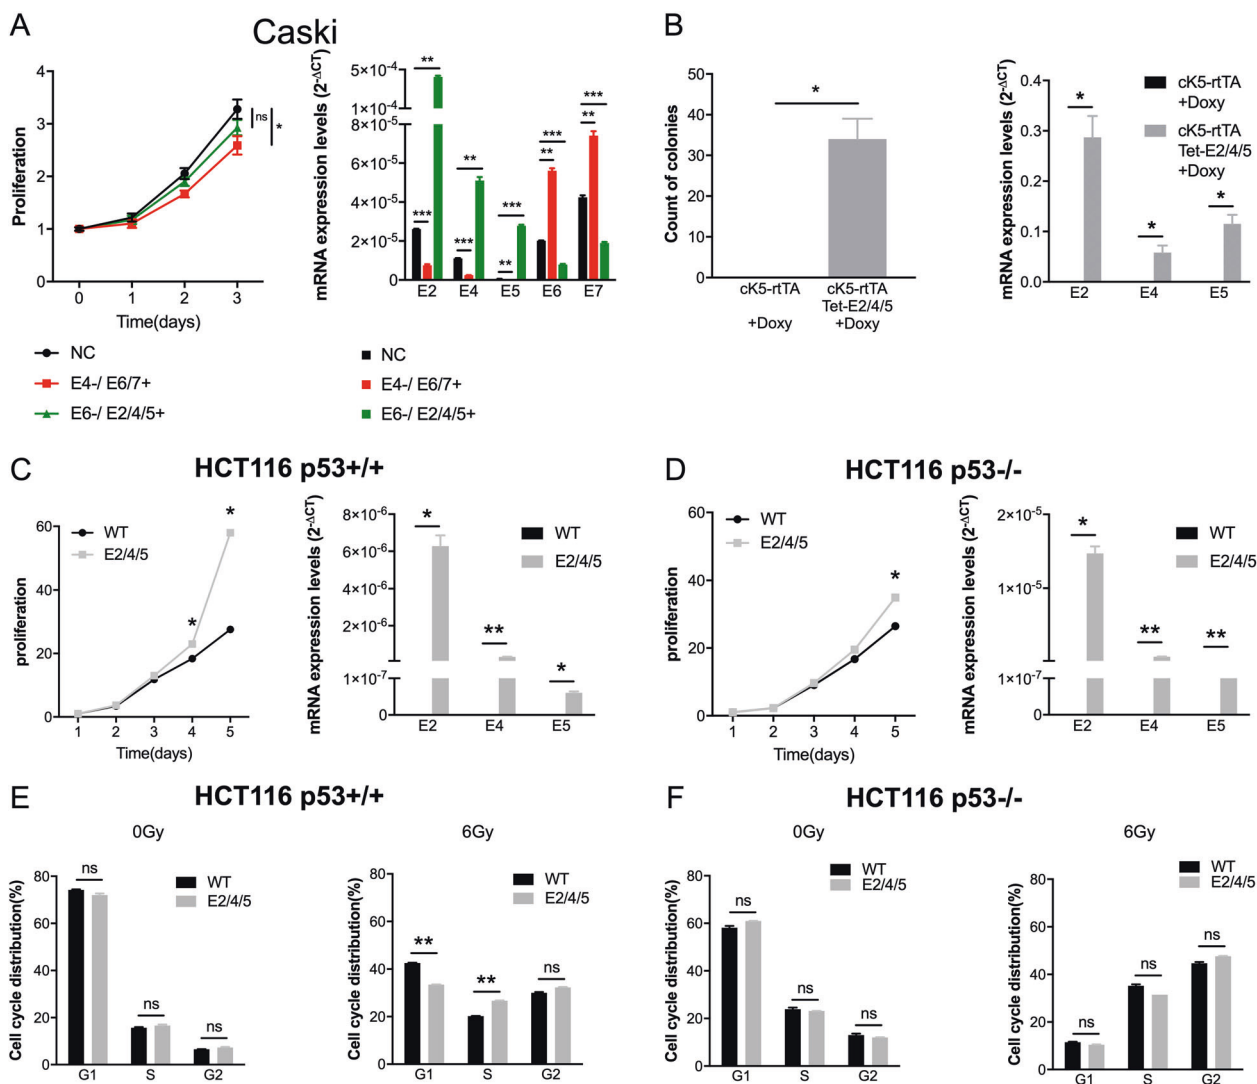 A
Caski
Proliferation
4
3
2
1
0
ns
*
0 1 2 3
Time(days)
NC
E4-/ E6/7+
E6-/ E2/4/5+
mRNA expression levels (2-ΔCT)
5×10-4
1×10-4
8×10-5
6×10-5
4×10-5
2×10-5
0
**
***
***
**
**
***
***
**
***
**
E2 E4 E5 E6 E7
NC
E4-/ E6/7+
E6-/ E2/4/5+
B
Count of colonies
50
40
30
20
10
0
*
cK5-rtTA
+Doxy
cK5-rtTA
Tet-E2/4/5
+Doxy
mRNA expression levels (2-ΔCT)
0.4
0.3
0.2
0.1
0.0
*
*
*
E2 E4 E5
cK5-rtTA
+Doxy
cK5-rtTA
Tet-E2/4/5
+Doxy
C
HCT116 p53+/+
proliferation
60
40
20
0
WT
E2/4/5
*
*
1 2 3 4 5
Time(days)
mRNA expression levels (2-ΔCT)
8×10-6
6×10-6
4×10-6
2×10-6
1×10-7
0
*
**
*
E2 E4 E5
WT
E2/4/5
D
HCT116 p53-/-
proliferation
60
40
20
0
WT
E2/4/5
*
1 2 3 4 5
Time(days)
mRNA expression levels (2-ΔCT)
2×10-5
1×10-5
1×10-7
0
*
**
**
E2 E4 E5
WT
E2/4/5
E
HCT116 p53+/+
0Gy
Cell cycle distribution(%)
80
60
40
20
0
ns
ns
ns
G1 S G2
WT
E2/4/5
6Gy
Cell cycle distribution(%)
80
60
40
20
0
**
**
ns
G1 S G2
WT
E2/4/5
F
HCT116 p53-/-
0Gy
Cell cycle distribution(%)
80
60
40
20
0
ns
ns
ns
G1 S G2
WT
E2/4/5
6Gy
Cell cycle distribution(%)
80
60
40
20
0
ns
ns
ns
G1 S G2
WT
E2/4/5